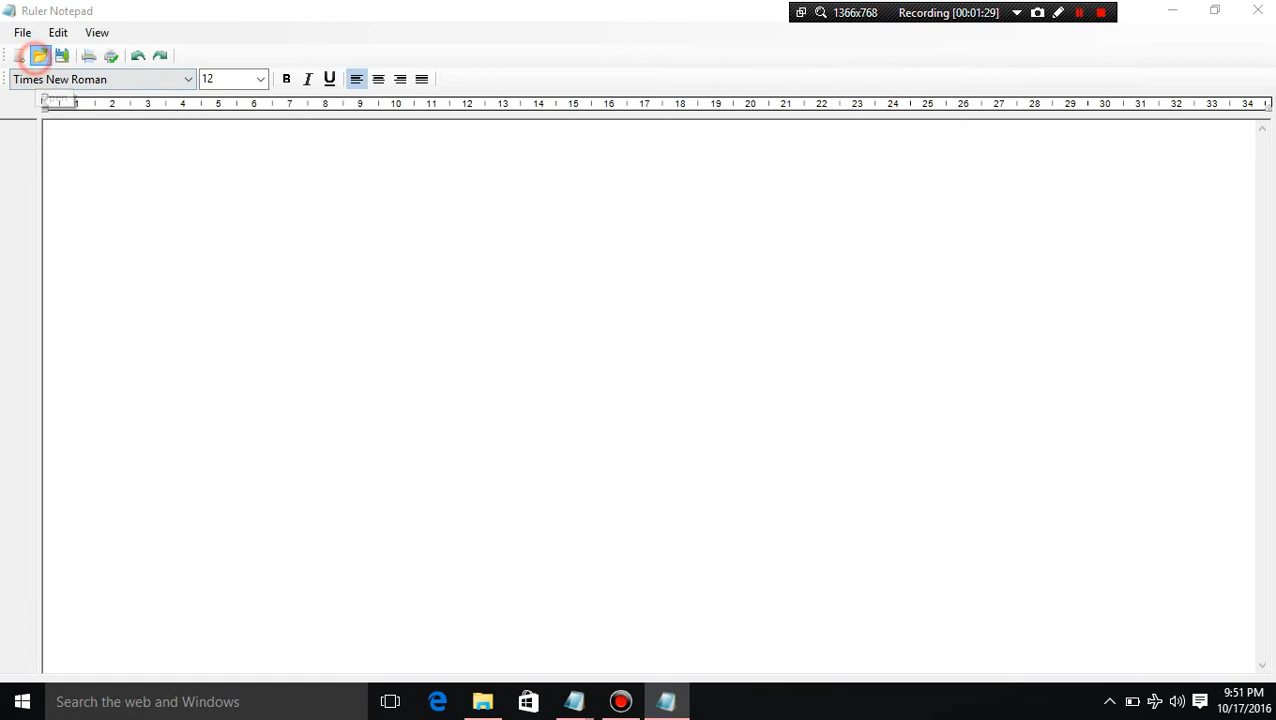 Ruler Notepad
1366x768 Recording [00:01:29]
File Edit View
Times New Roman 12 B I U
1 2 3 4 5 6 7 8 9 10 11 12 13 14 15 16 17 18 19 20 21 22 23 24 25 26 27 28 29 30 31 32 33 34
Search the web and Windows
9:51 PM
10/17/2016